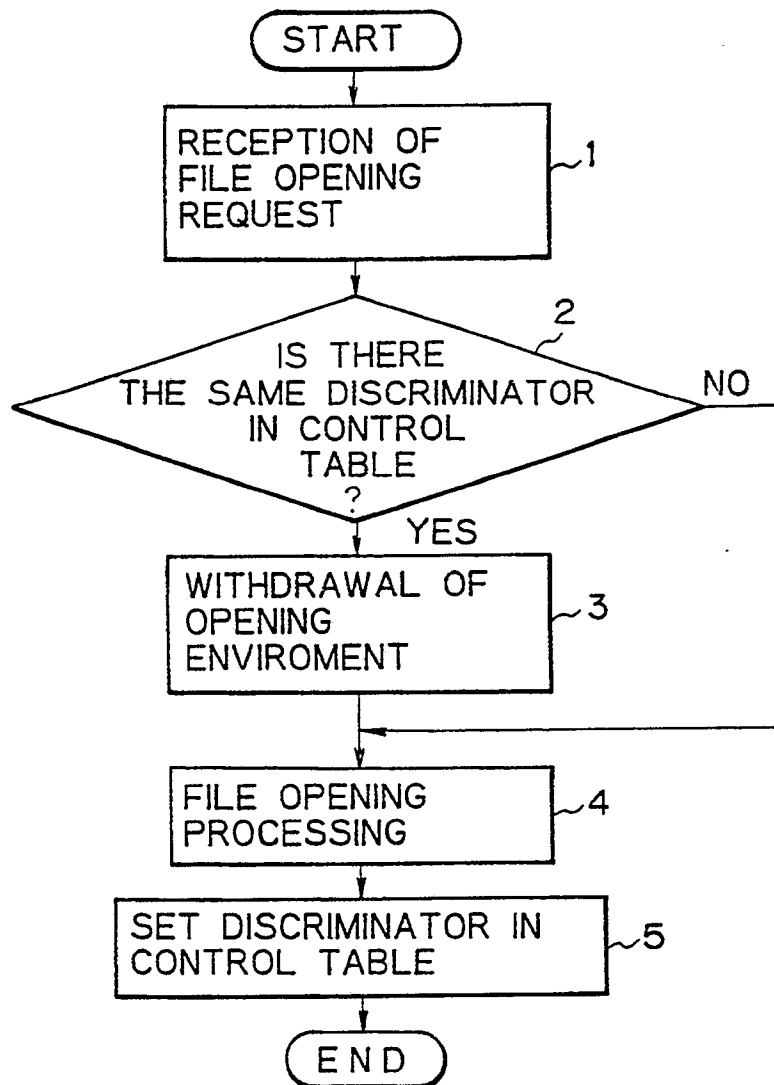 START
RECEPTION OF
FILE OPENING
REQUEST
1
2
IS THERE
THE SAME DISCRIMINATOR
IN CONTROL
TABLE
?
NO
YES
WITHDRAWAL OF
OPENING
ENVIROMENT
3
FILE OPENING
PROCESSING
4
SET DISCRIMINATOR IN
CONTROL TABLE
5
END